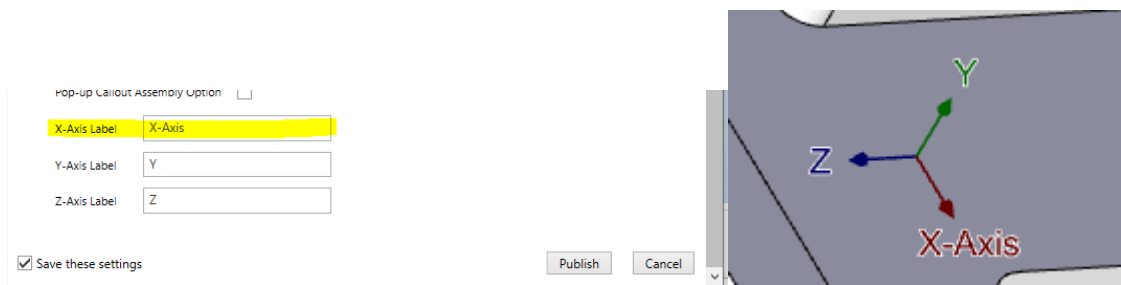 Pop-up Callout Assembly Option
X-Axis Label X-Axis
Y-Axis Label Y
Z-Axis Label Z
Save these settings
Publish Cancel
Y
Z
X-Axis